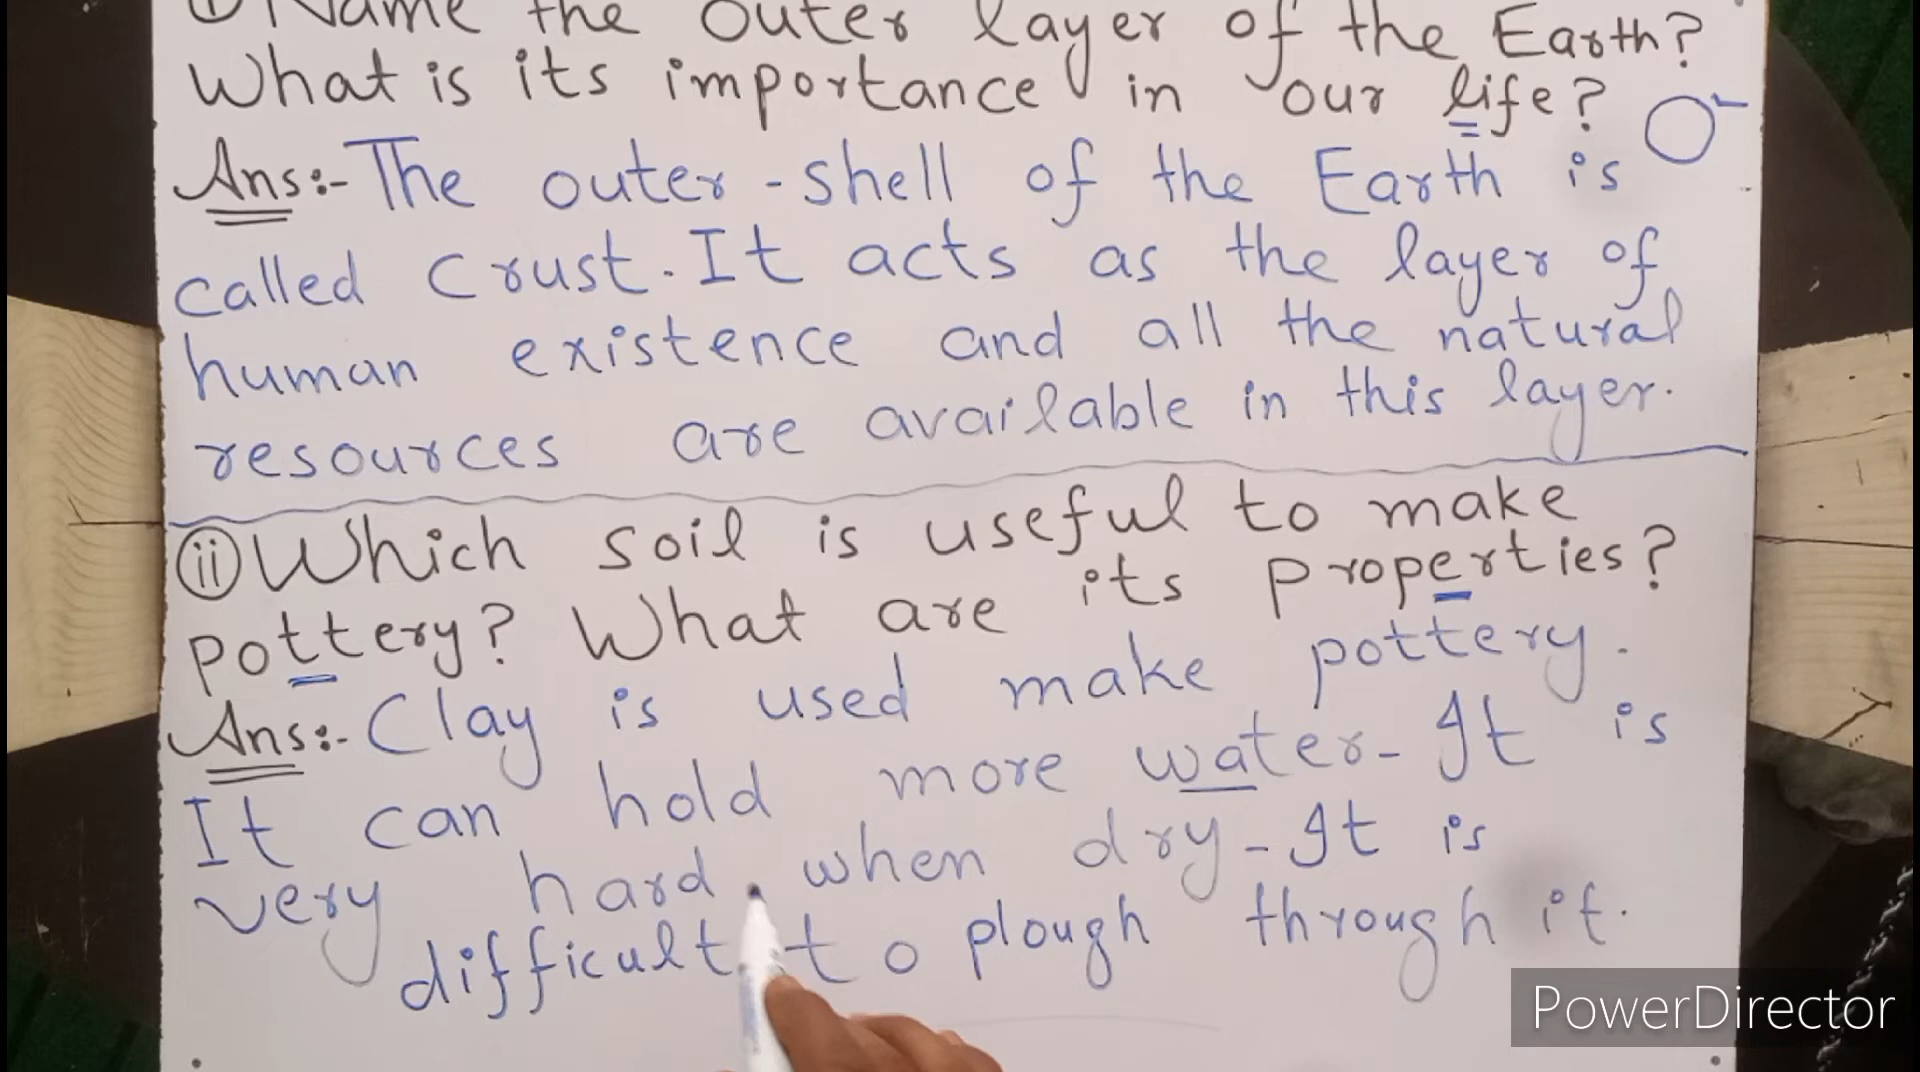 ① Name the outer layer of the Earth?
What is its importance in our life?
Ans:- The outer-shell of the Earth is
called Crust. It acts as the layer of
human existence and all the natural
resources are available in this layer.
ⅱ Which soil is useful to make
pottery? What are its properties?
Ans:- Clay is used make pottery.
It can hold more water- It is
very hard when dry- It is
difficult to plough through it.
PowerDirector